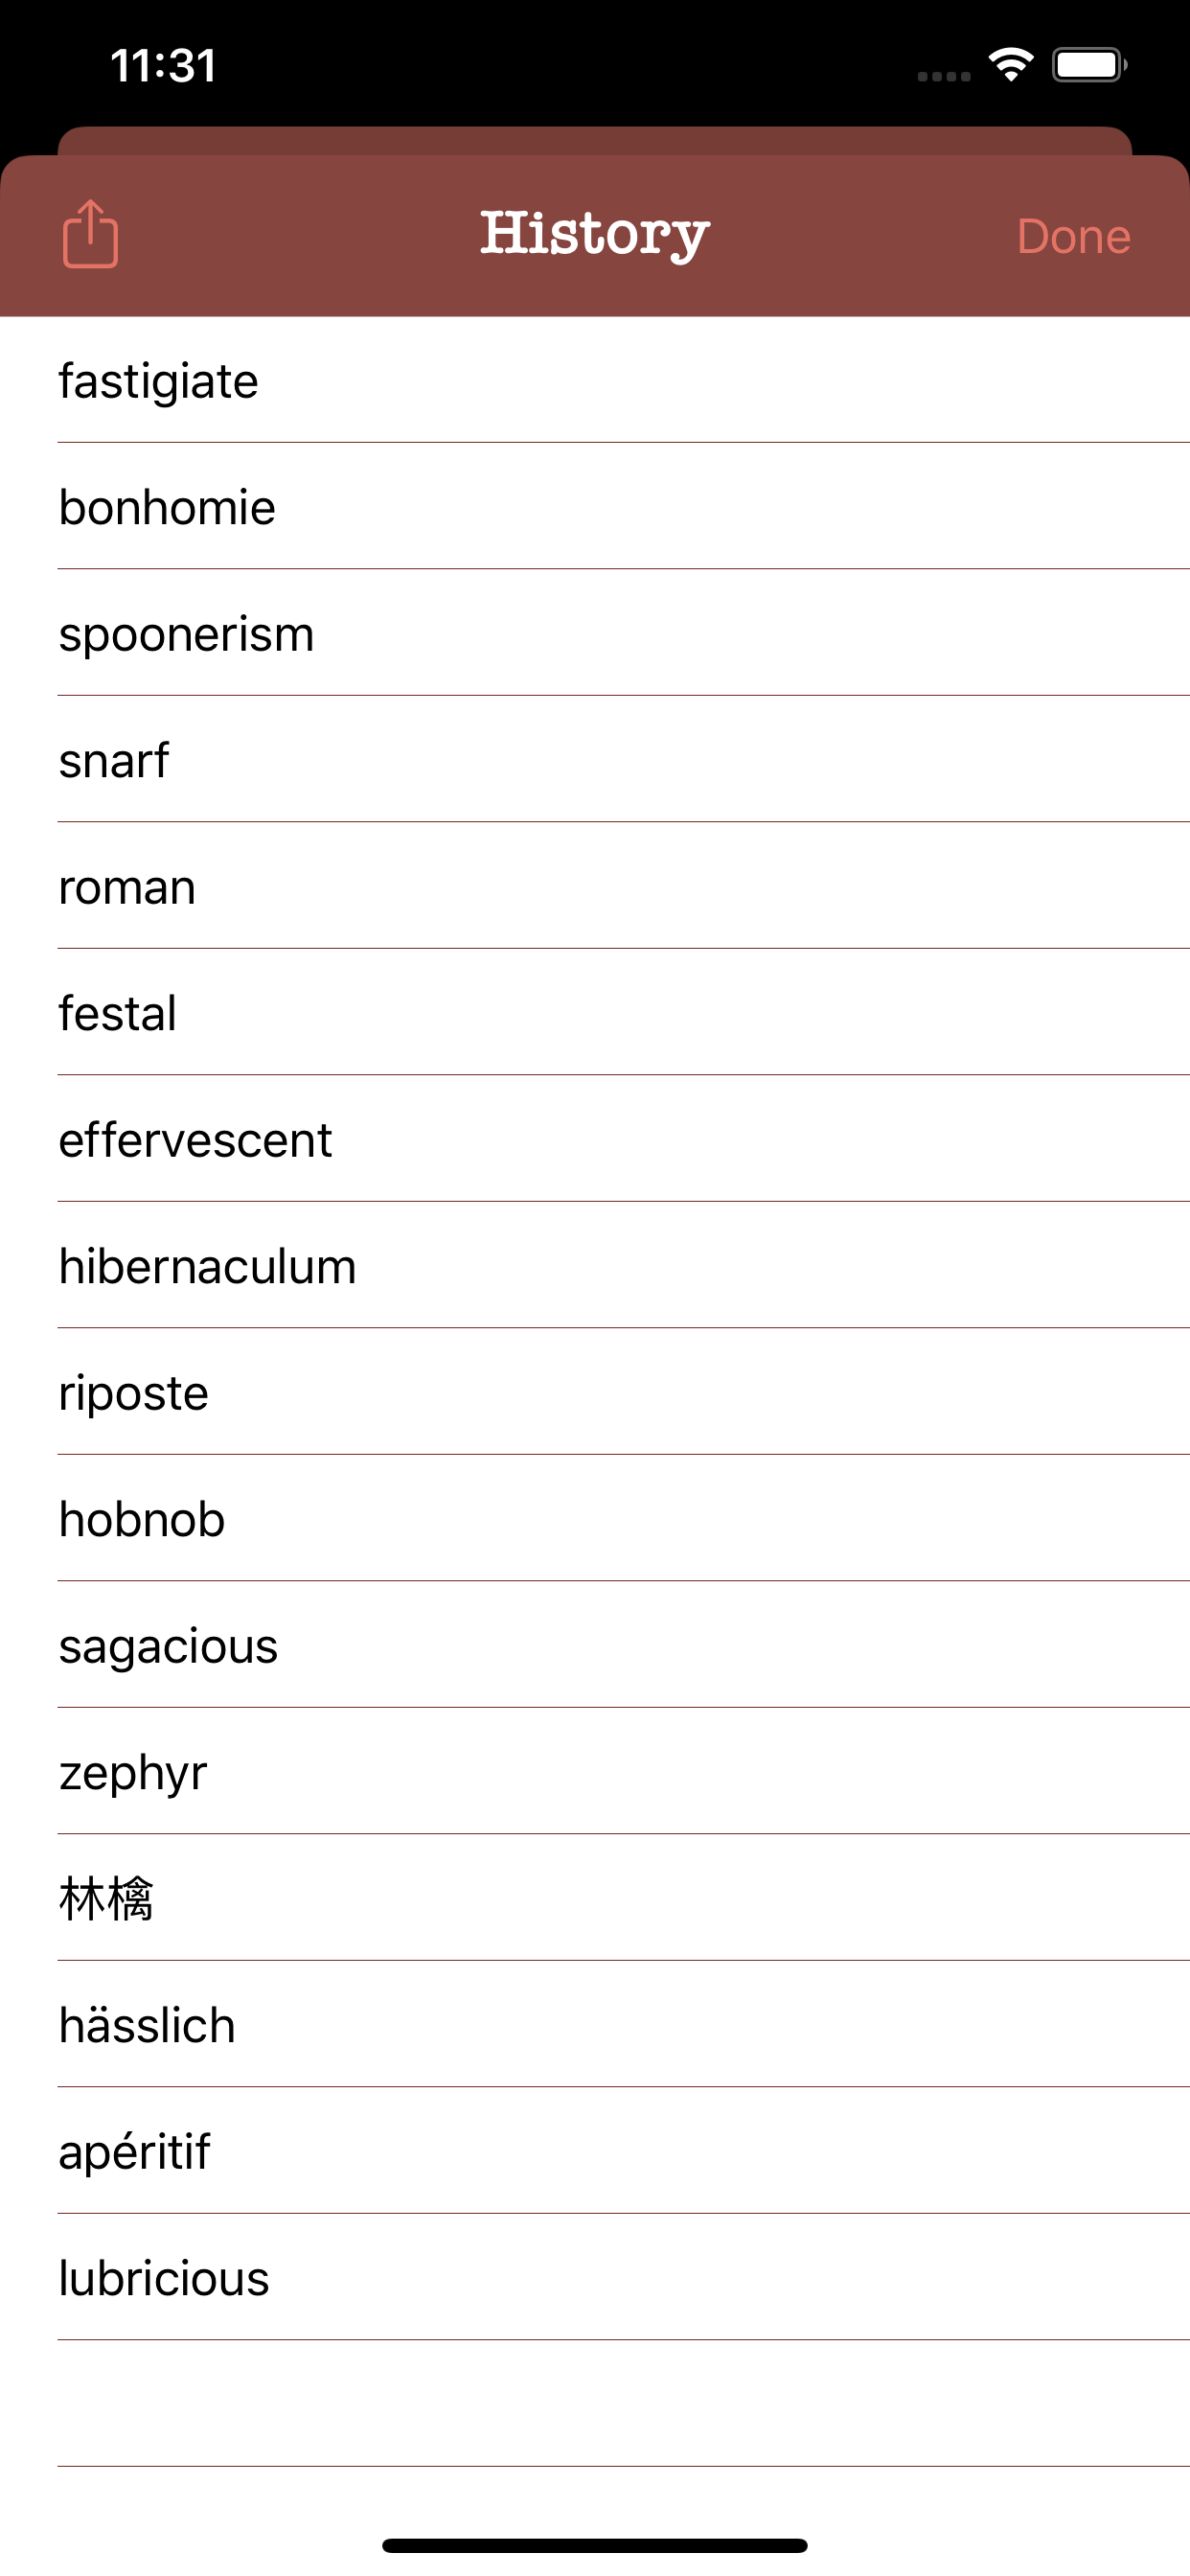 11:31
History
Done
fastigiate
bonhomie
spoonerism
snarf
roman
festal
effervescent
hibernaculum
riposte
hobnob
sagacious
zephyr
林檎
hässlich
apéritif
lubricious